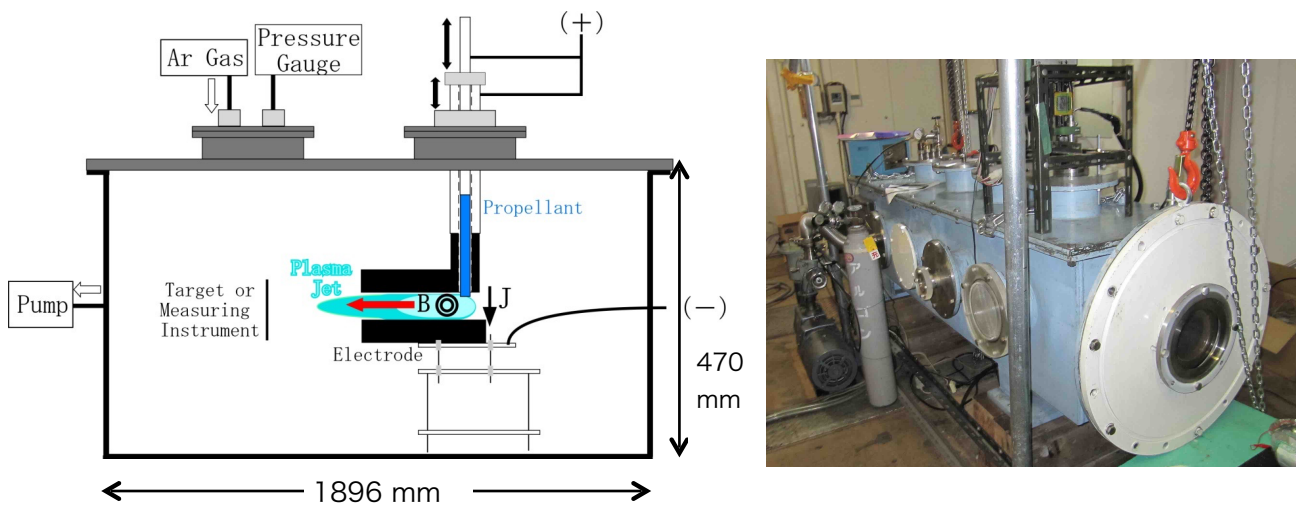 Ar Gas
Pressure
Gauge
(+)
Propellant
Plasma
Jet
B
J
Pump
Target or
Measuring
Instrument
(-)
Electrode
470
mm
1896 mm
アルゴン